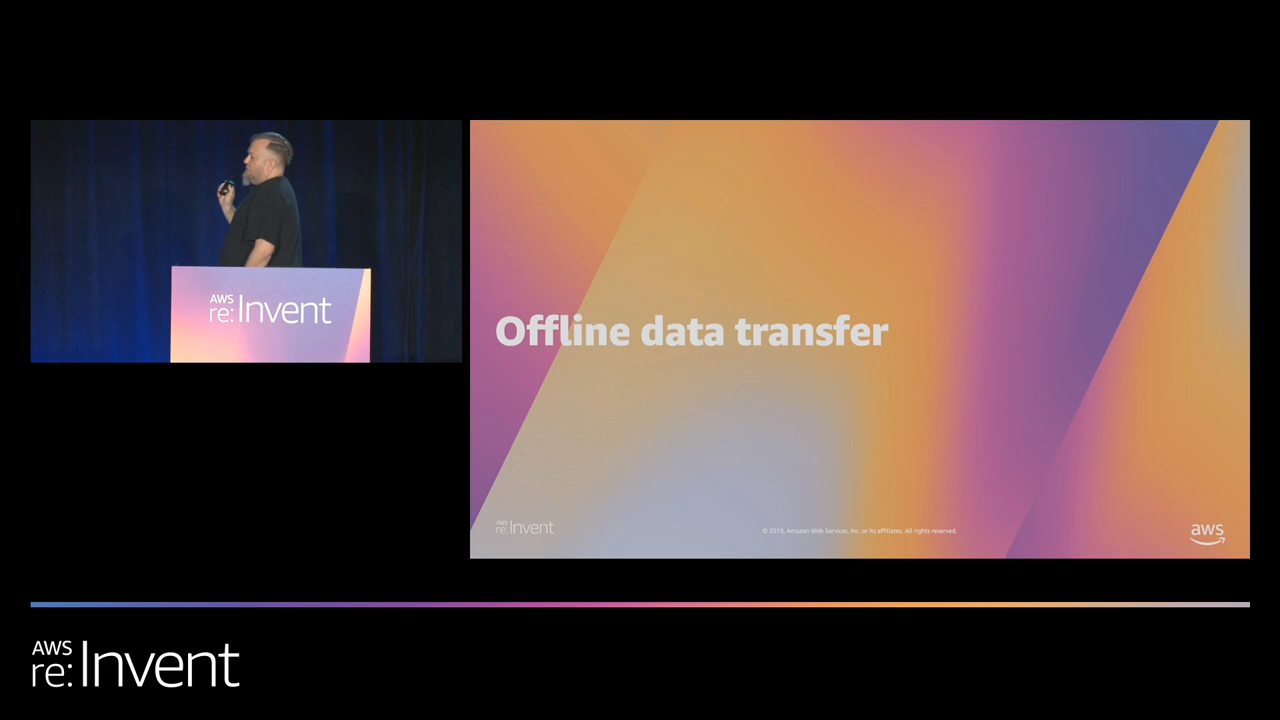 AWS
re:Invent
Offline data transfer
AWS
re:Invent
© 2019, Amazon Web Services, Inc. or its affiliates. All rights reserved.
aws
AWS
re:Invent